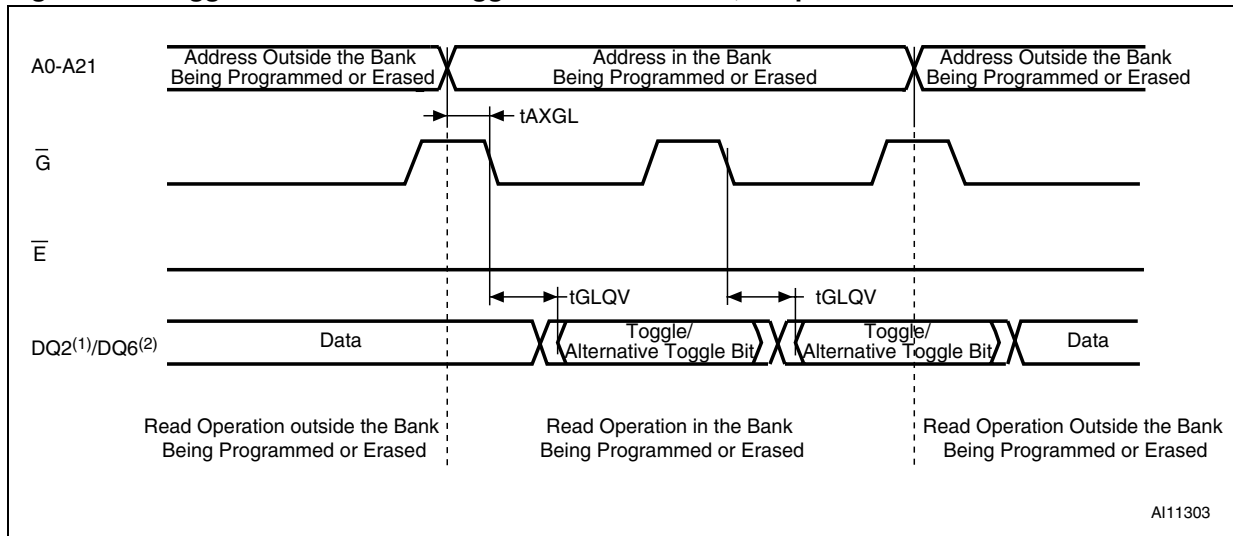 A0-A21
Address Outside the Bank
Being Programmed or Erased
Address in the Bank
Being Programmed or Erased
Address Outside the Bank
Being Programmed or Erased
tAXGL
G̅
E̅
tGLQV
tGLQV
DQ2(1)/DQ6(2)
Data
Toggle/
Alternative Toggle Bit
Toggle/
Alternative Toggle Bit
Data
Read Operation outside the Bank
Being Programmed or Erased
Read Operation in the Bank
Being Programmed or Erased
Read Operation Outside the Bank
Being Programmed or Erased
AI11303